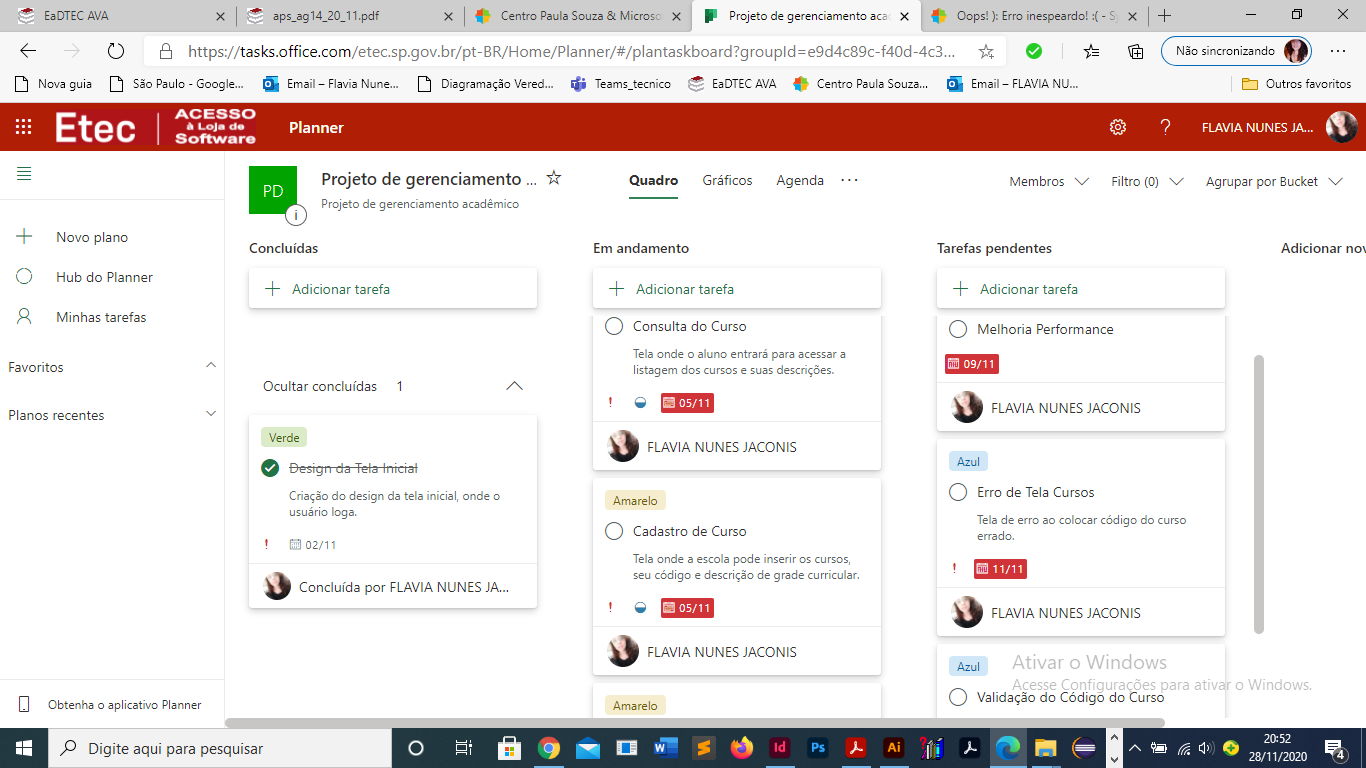 EaDTEC AVA
aps_ag14_20_11.pdf
Centro Paula Souza & Microso
Projeto de gerenciamento aca
Oops! ): Erro inespeardo! :( - S
https://tasks.office.com/etec.sp.gov.br/pt-BR/Home/Planner/#/plantaskboard?groupId=e9d4c89c-f40d-4c3...
Não sincronizando
Nova guia
São Paulo - Google...
Email – Flavia Nune...
Diagramação Vered...
Teams_tecnico
EaDTEC AVA
Centro Paula Souza...
Email – FLAVIA NU...
Outros favoritos
Etec
ACESSO
à Loja de
Software
Planner
FLAVIA NUNES JA...
Novo plano
Hub do Planner
Minhas tarefas
Favoritos
Planos recentes
Obtenha o aplicativo Planner
PD
i
Projeto de gerenciamento ...
Projeto de gerenciamento acadêmico
Quadro
Gráficos
Agenda
Membros
Filtro (0)
Agrupar por Bucket
Concluídas
Adicionar tarefa
Ocultar concluídas 1
Verde
Design da Tela Inicial
Criação do design da tela inicial, onde o
usuário loga.
! 02/11
Concluída por FLAVIA NUNES JA...
Em andamento
Adicionar tarefa
Consulta do Curso
Tela onde o aluno entrará para acessar a
listagem dos cursos e suas descrições.
! 05/11
FLAVIA NUNES JACONIS
Amarelo
Cadastro de Curso
Tela onde a escola pode inserir os cursos,
seu código e descrição de grade curricular.
! 05/11
FLAVIA NUNES JACONIS
Amarelo
Tarefas pendentes
Adicionar tarefa
Melhoria Performance
09/11
FLAVIA NUNES JACONIS
Azul
Erro de Tela Cursos
Tela de erro ao colocar código do curso
errado.
! 11/11
FLAVIA NUNES JACONIS
Azul
Validação do Código do Curso
Adicionar nov
Ativar o Windows
Acesse Configurações para ativar o Windows.
Digite aqui para pesquisar
20:52
28/11/2020
4